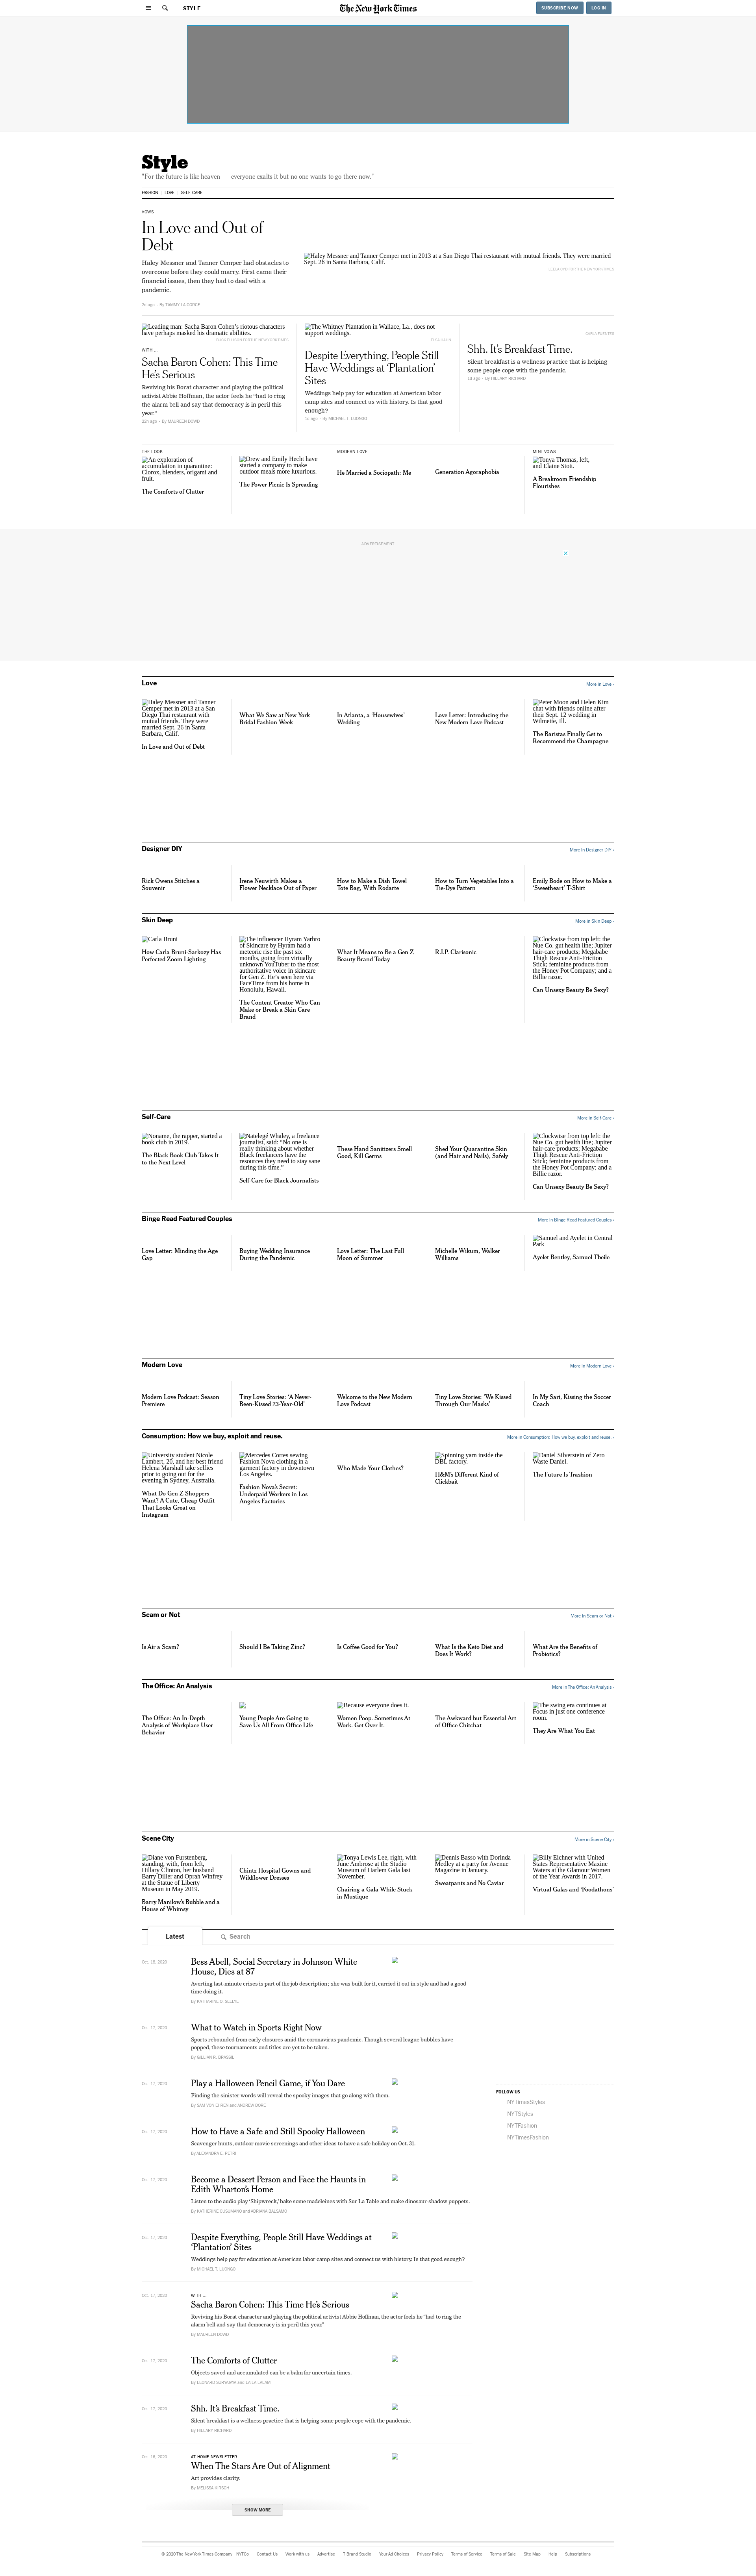 STYLE
The New York Times
SUBSCRIBE NOW
LOG IN
Style
"For the future is like heaven — everyone exalts it but no one wants to go there now."
FASHION
LOVE
SELF-CARE
VOWS
In Love and Out of
Debt
Haley Messner and Tanner Cemper had obstacles to
overcome before they could marry. First came their
financial issues, then they had to deal with a
pandemic.
2d ago · By TAMMY LA GORCE
Haley Messner and Tanner Cemper met in 2013 at a San Diego Thai restaurant with mutual friends. They were married
Sept. 26 in Santa Barbara, Calif.
Leading man: Sacha Baron Cohen's riotous characters
have perhaps masked his dramatic abilities.
WITH ...
Sacha Baron Cohen: This Time
He's Serious
Reviving his Borat character and playing the political
activist Abbie Hoffman, the actor feels he "had to ring
the alarm bell and say that democracy is in peril this
year."
22h ago · By MAUREEN DOWD
The Whitney Plantation in Wallace, La., does not
support weddings.
Despite Everything, People Still
Have Weddings at 'Plantation'
Sites
Weddings help pay for education at American labor
camp sites and connect us with history. Is that good
enough?
1d ago · By MICHAEL T. LUONGO
CARLA FUENTES
Shh. It's Breakfast Time.
Silent breakfast is a wellness practice that is helping
some people cope with the pandemic.
1d ago · By HILLARY RICHARD
THE LOOK
An exploration of
accumulation in quarantine:
Clorox, blenders, origami and
fruit.
The Comforts of Clutter
Drew and Emily Hecht have
started a company to make
outdoor meals more luxurious.
The Power Picnic Is Spreading
MODERN LOVE
He Married a Sociopath: Me
Generation Agoraphobia
MINI-VOWS
Tonya Thomas, left,
and Elaine Stott.
A Breakroom Friendship
Flourishes
ADVERTISEMENT
Love
More in Love ›
Haley Messner and Tanner
Cemper met in 2013 at a San
Diego Thai restaurant with
mutual friends. They were
married Sept. 26 in Santa
Barbara, Calif.
In Love and Out of Debt
What We Saw at New York
Bridal Fashion Week
In Atlanta, a 'Housewives'
Wedding
Love Letter: Introducing the
New Modern Love Podcast
Peter Moon and Helen Kim
chat with friends online after
their Sept. 12 wedding in
Wilmette, Ill.
The Baristas Finally Get to
Recommend the Champagne
Designer DIY
More in Designer DIY ›
Rick Owens Stitches a
Souvenir
Irene Neuwirth Makes a
Flower Necklace Out of Paper
How to Make a Dish Towel
Tote Bag, With Rodarte
How to Turn Vegetables Into a
Tie-Dye Pattern
Emily Bode on How to Make a
'Sweetheart' T-Shirt
Skin Deep
More in Skin Deep ›
Carla Bruni
How Carla Bruni-Sarkozy Has
Perfected Zoom Lighting
The influencer Hyram Yarbro
of Skincare by Hyram had a
meteoric rise the past six
months, going from virtually
unknown YouTuber to the most
authoritative voice in skincare
for Gen Z. He's seen here via
FaceTime from his home in
Honolulu, Hawaii.
The Content Creator Who Can
Make or Break a Skin Care
Brand
What It Means to Be a Gen Z
Beauty Brand Today
R.I.P. Clarisonic
Clockwise from top left: the
Nue Co. gut health line; Jupiter
hair-care products; Megababe
Thigh Rescue Anti-Friction
Stick; feminine products from
the Honey Pot Company; and a
Billie razor.
Can Unsexy Beauty Be Sexy?
Self-Care
More in Self-Care ›
Noname, the rapper, started a
book club in 2019.
The Black Book Club Takes It
to the Next Level
Natelegé Whaley, a freelance
journalist, said: "No one is
really thinking about whether
Black freelancers have the
resources they need to stay sane
during this time."
Self-Care for Black Journalists
These Hand Sanitizers Smell
Good, Kill Germs
Shed Your Quarantine Skin
(and Hair and Nails), Safely
Clockwise from top left: the
Nue Co. gut health line; Jupiter
hair-care products; Megababe
Thigh Rescue Anti-Friction
Stick; feminine products from
the Honey Pot Company; and a
Billie razor.
Can Unsexy Beauty Be Sexy?
Binge Read Featured Couples
More in Binge Read Featured Couples ›
Love Letter: Minding the Age
Gap
Buying Wedding Insurance
During the Pandemic
Love Letter: The Last Full
Moon of Summer
Michelle Wikum, Walker
Williams
Samuel and Ayelet in Central
Park
Ayelet Bentley, Samuel Tbeile
Modern Love
More in Modern Love ›
Modern Love Podcast: Season
Premiere
Tiny Love Stories: 'A Never-
Been-Kissed 23-Year-Old'
Welcome to the New Modern
Love Podcast
Tiny Love Stories: 'We Kissed
Through Our Masks'
In My Sari, Kissing the Soccer
Coach
Consumption: How we buy, exploit and reuse.
More in Consumption: How we buy, exploit and reuse. ›
University student Nicole
Lambert, 20, and her best friend
Helena Marshall take selfies
prior to going out for the
evening in Sydney, Australia.
What Do Gen Z Shoppers
Want? A Cute, Cheap Outfit
That Looks Great on
Instagram
Mercedes Cortes sewing
Fashion Nova clothing in a
garment factory in downtown
Los Angeles.
Fashion Nova's Secret:
Underpaid Workers in Los
Angeles Factories
Who Made Your Clothes?
Spinning yarn inside the
DBL factory.
H&M's Different Kind of
Clickbait
Daniel Silverstein of Zero
Waste Daniel.
The Future Is Trashion
Scam or Not
More in Scam or Not ›
Is Air a Scam?
Should I Be Taking Zinc?
Is Coffee Good for You?
What Is the Keto Diet and
Does It Work?
What Are the Benefits of
Probiotics?
The Office: An Analysis
More in The Office: An Analysis ›
The Office: An In-Depth
Analysis of Workplace User
Behavior
Young People Are Going to
Save Us All From Office Life
Because everyone does it.
Women Poop. Sometimes At
Work. Get Over It.
The Awkward but Essential Art
of Office Chitchat
The swing era continues at
Focus in just one conference
room.
They Are What You Eat
Scene City
More in Scene City ›
Diane von Furstenberg,
standing, with, from left,
Hillary Clinton, her husband
Barry Diller and Oprah Winfrey
at the Statue of Liberty
Museum in May 2019.
Barry Manilow's Bubble and a
House of Whimsy
Chintz Hospital Gowns and
Wildflower Dresses
Tonya Lewis Lee, right, with
June Ambrose at the Studio
Museum of Harlem Gala last
November.
Chairing a Gala While Stuck
in Mustique
Dennis Basso with Dorinda
Medley at a party for Avenue
Magazine in January.
Sweatpants and No Caviar
Billy Eichner with United
States Representative Maxine
Waters at the Glamour Women
of the Year Awards in 2017.
Virtual Galas and 'Foodathons'
Latest
Search
Oct. 18, 2020
Bess Abell, Social Secretary in Johnson White
House, Dies at 87
Averting last-minute crises is part of the job description; she was built for it, carried it out in style and had a good
time doing it.
By KATHARINE Q. SEELYE
Oct. 17, 2020
What to Watch in Sports Right Now
Sports rebounded from early closures amid the coronavirus pandemic. Though several league bubbles have
popped, these tournaments and titles are yet to be taken.
By GILLIAN R. BRASSIL
Oct. 17, 2020
Play a Halloween Pencil Game, if You Dare
Finding the sinister words will reveal the spooky images that go along with them.
By SAM VON EHREN and ANDREW DORE
Oct. 17, 2020
How to Have a Safe and Still Spooky Halloween
Scavenger hunts, outdoor movie screenings and other ideas to have a safe holiday on Oct. 31.
By ALEXANDRA E. PETRI
Oct. 17, 2020
Become a Dessert Person and Face the Haunts in
Edith Wharton's Home
Listen to the audio play 'Shipwreck,' bake some madeleines with Sur La Table and make dinosaur-shadow puppets.
By KATHERINE CUSUMANO and ADRIANA BALSAMO
Oct. 17, 2020
Despite Everything, People Still Have Weddings at
'Plantation' Sites
Weddings help pay for education at American labor camp sites and connect us with history. Is that good enough?
By MICHAEL T. LUONGO
Oct. 17, 2020
WITH ...
Sacha Baron Cohen: This Time He's Serious
Reviving his Borat character and playing the political activist Abbie Hoffman, the actor feels he "had to ring the
alarm bell and say that democracy is in peril this year."
By MAUREEN DOWD
Oct. 17, 2020
The Comforts of Clutter
Objects saved and accumulated can be a balm for uncertain times.
Oct. 17, 2020
Shh. It's Breakfast Time.
Silent breakfast is a wellness practice that is helping some people cope with the pandemic.
By HILLARY RICHARD
Oct. 16, 2020
AT HOME NEWSLETTER
When The Stars Are Out of Alignment
Art provides clarity.
By MELISSA KIRSCH
SHOW MORE
FOLLOW US
NYTimesStyles
NYTStyles
NYTFashion
NYTimesFashion
© 2020 The New York Times Company
NYTCo
Contact Us
Work with us
Advertise
T Brand Studio
Your Ad Choices
Privacy Policy
Terms of Service
Terms of Sale
Site Map
Help
Subscriptions